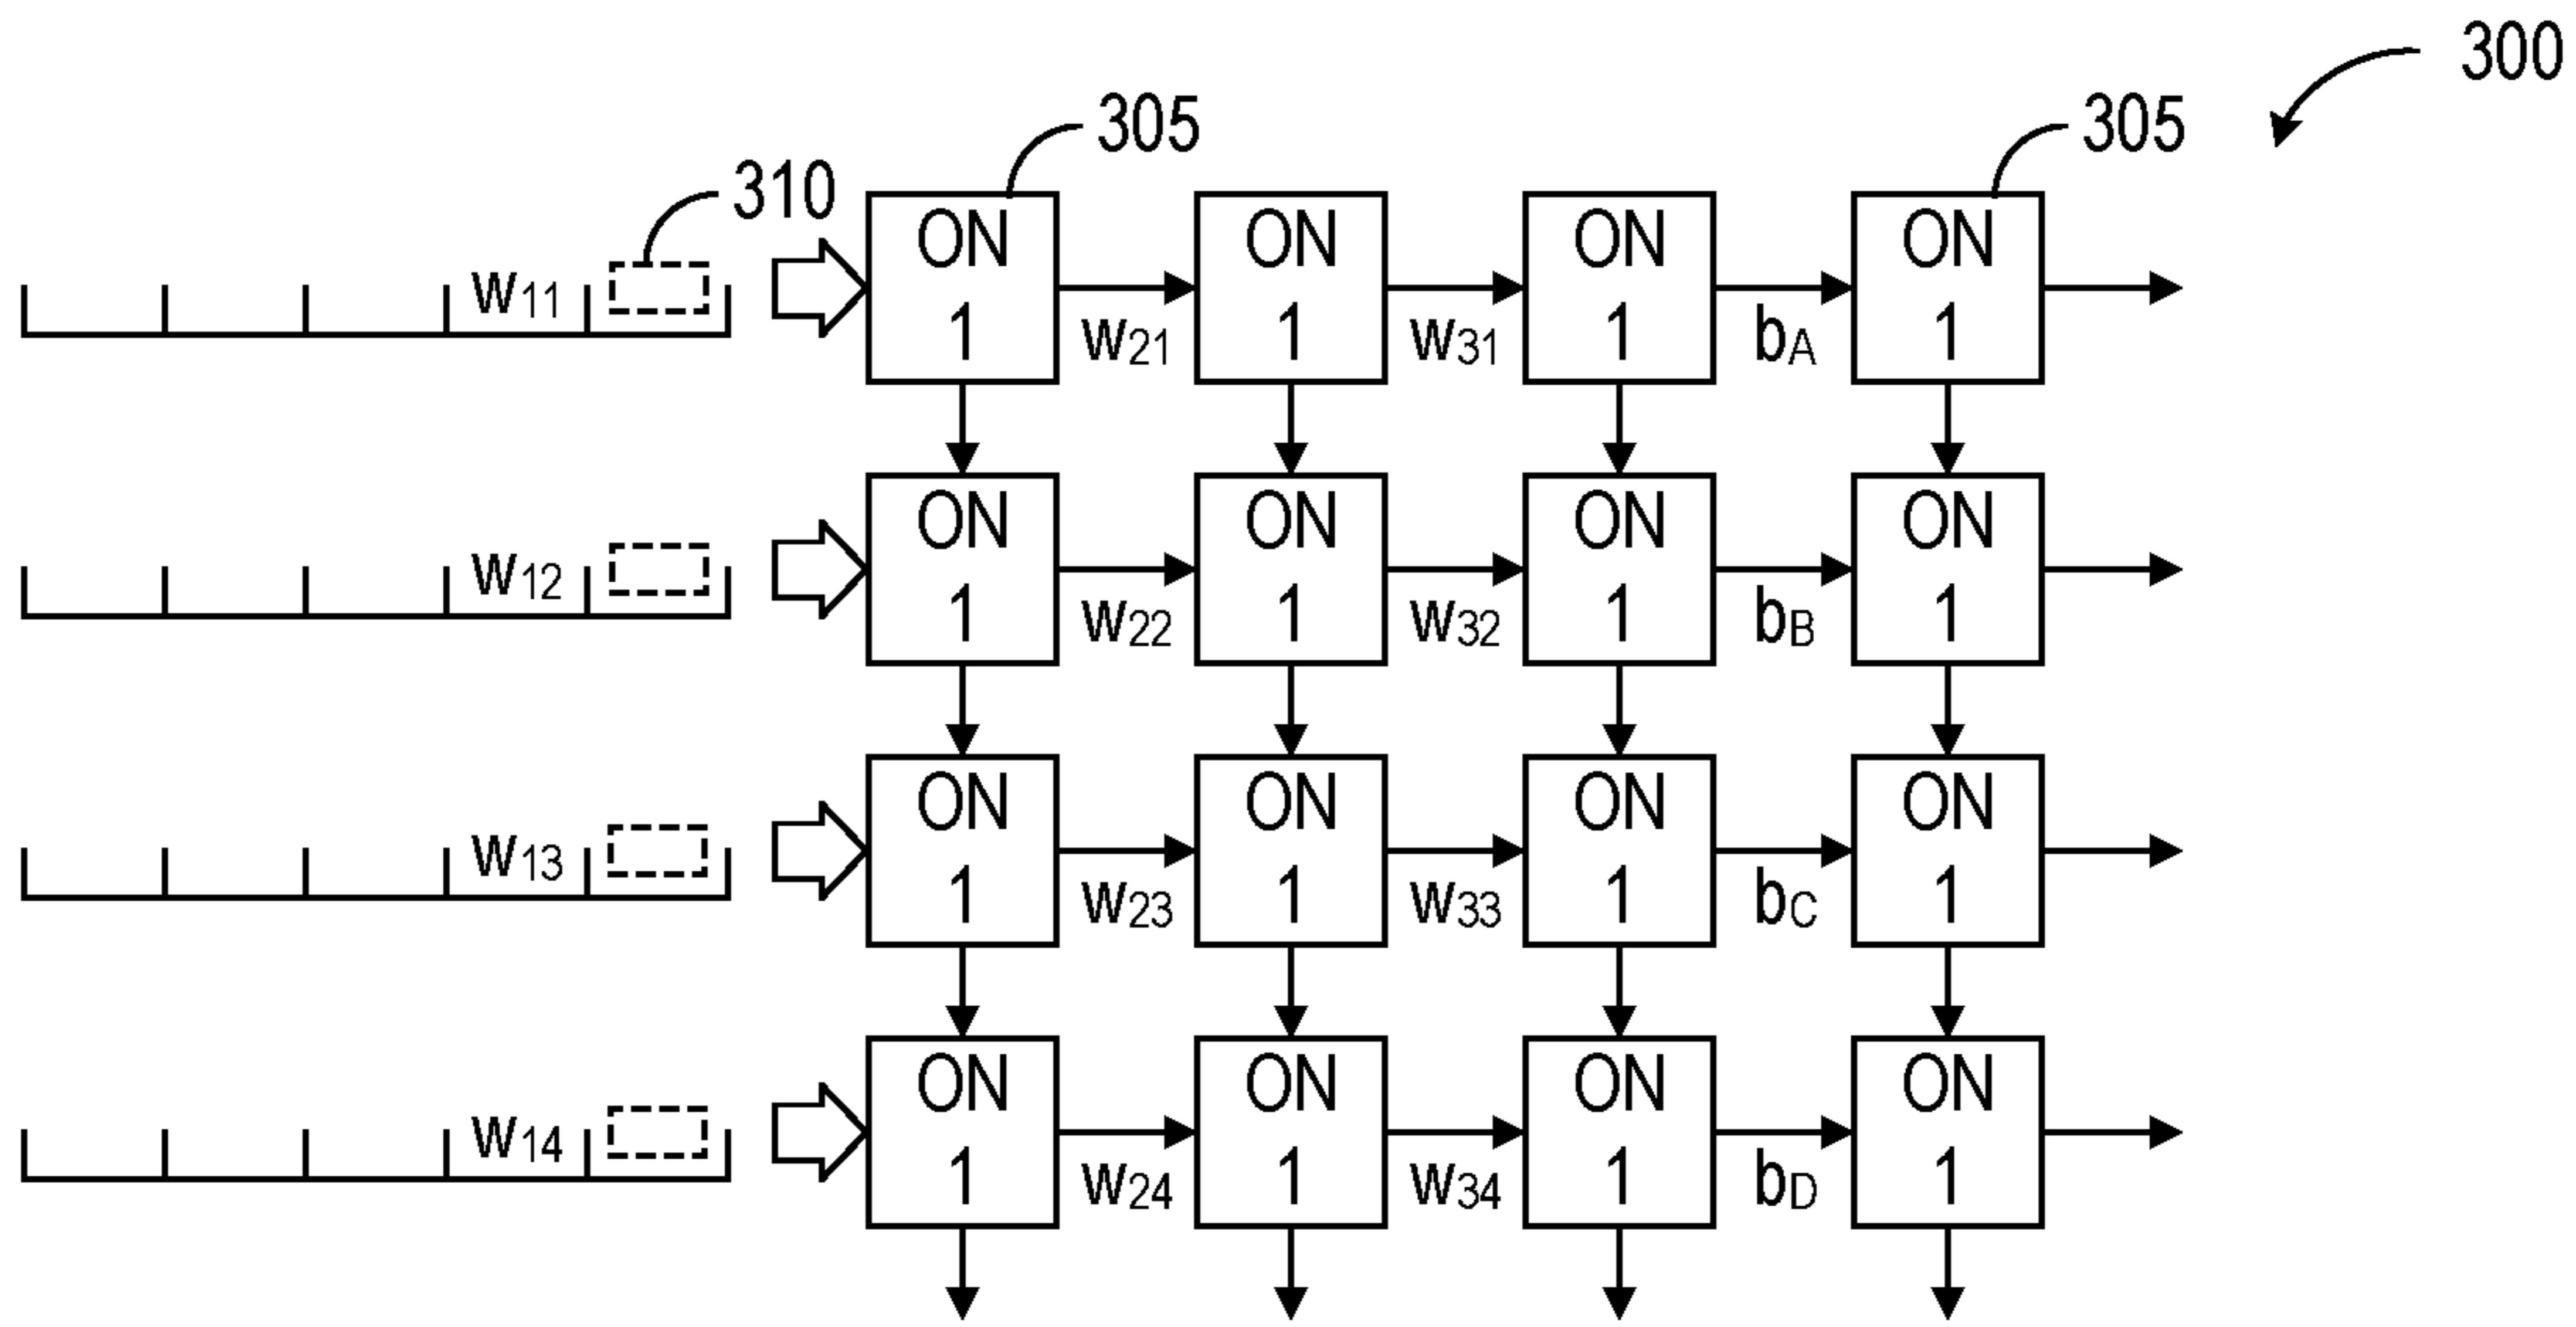 300
305 305
310
w11 ON ON ON ON
1 w21 1 w31 1 bA 1
w12 ON ON ON ON
1 w22 1 w32 1 bB 1
w13 ON ON ON ON
1 w23 1 w33 1 bC 1
w14 ON ON ON ON
1 w24 1 w34 1 bD 1